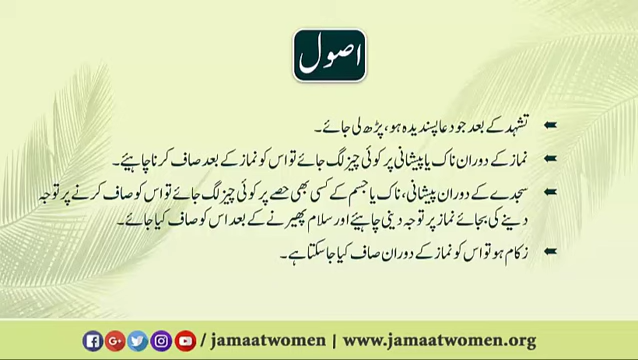 اصول
تشہد کے بعد جو دعا پسندیدہ ہو، پڑھ لی جائے۔
نماز کے دوران ناک یا پیشانی پر کوئی چیز لگ جائے تو اس کو نماز کے بعد صاف کرنا چاہیئے۔
سجدے کے دوران پیشانی، ناک یا جسم کے کسی بھی حصے پر کوئی چیز لگ جائے تو اس کو صاف کرنے پر توجہ
دینے کی بجائے نماز پر توجہ دینی چاہیئے اور سلام پھیرنے کے بعد اس کو صاف کیا جائے۔
زکام ہو تو اس کو نماز کے دوران صاف کیا جا سکتا ہے۔
/ jamaatwomen | www.jamaatwomen.org